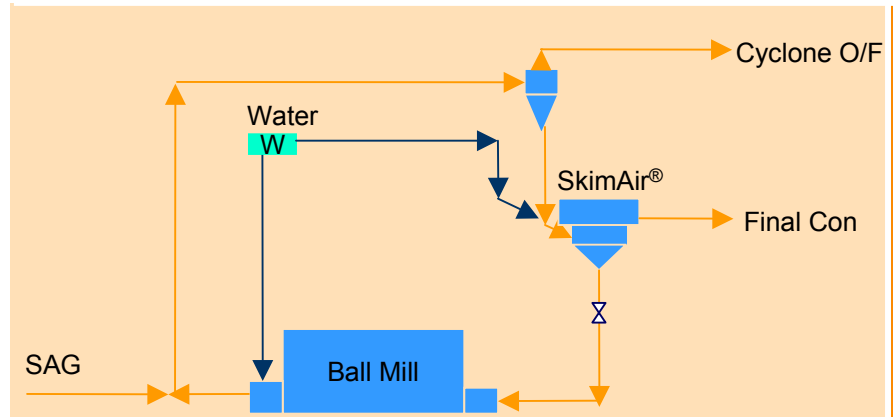 Cyclone O/F
Water
W
SkimAir®
Final Con
SAG
Ball Mill